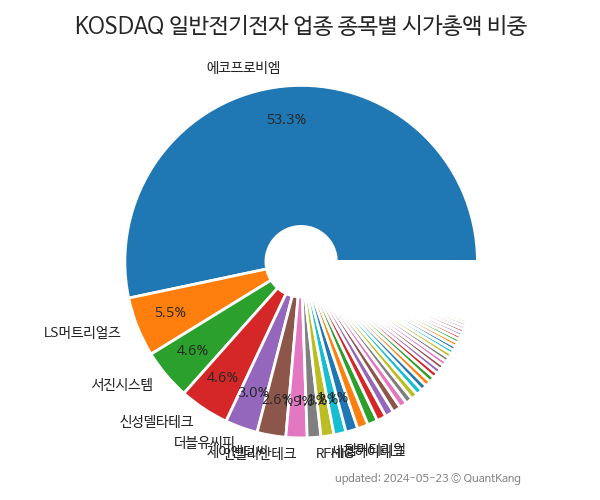 KOSDAQ 일반전기전자 업종 종목별 시가총액 비중
에코프로비엠
53.3%
5.5%
LS머트리얼즈
4.6%
서진시스템
4.6%
신성델타테크
3.0%
더블유씨피
2.6%
RFHIC
updated: 2024-05-23 © QuantKang